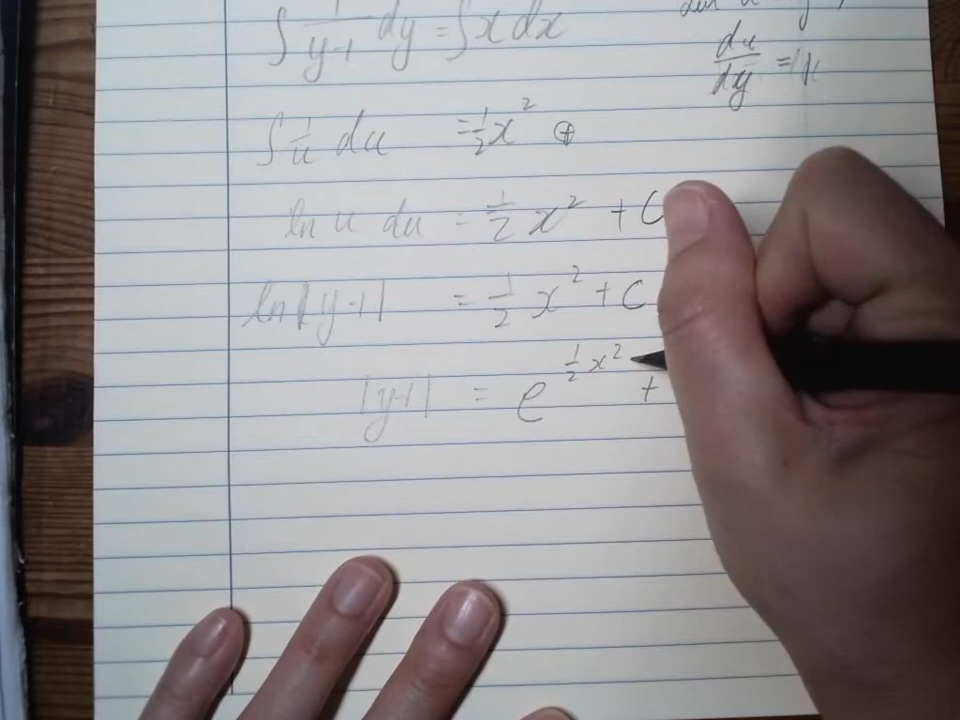 ∫ 1/(y-1) dy = ∫ x dx
du/dy = 1
∫ 1/u du = 1/2 x² ⊕
ln u du = 1/2 x² + C
ln|y-1| = 1/2 x² + C
|y-1| = e^(1/2 x²) +